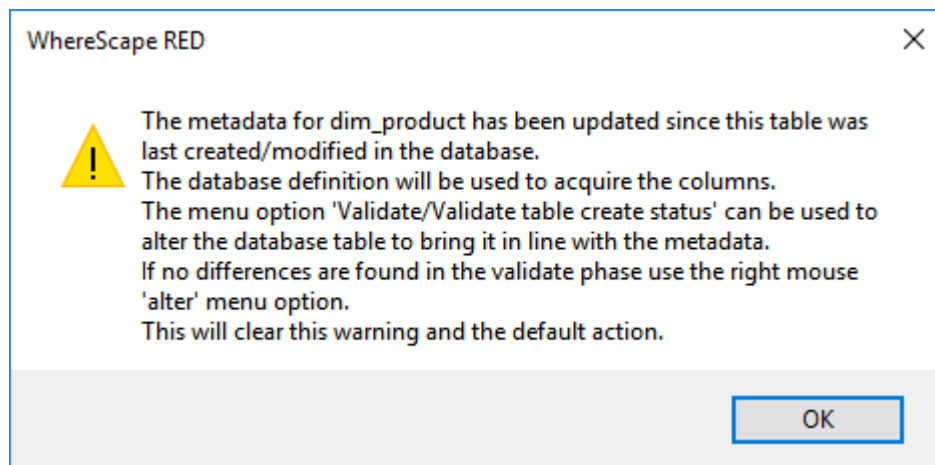 WhereScape RED
The metadata for dim_product has been updated since this table was
last created/modified in the database.
The database definition will be used to acquire the columns.
The menu option 'Validate/Validate table create status' can be used to
alter the database table to bring it in line with the metadata.
If no differences are found in the validate phase use the right mouse
'alter' menu option.
This will clear this warning and the default action.
OK